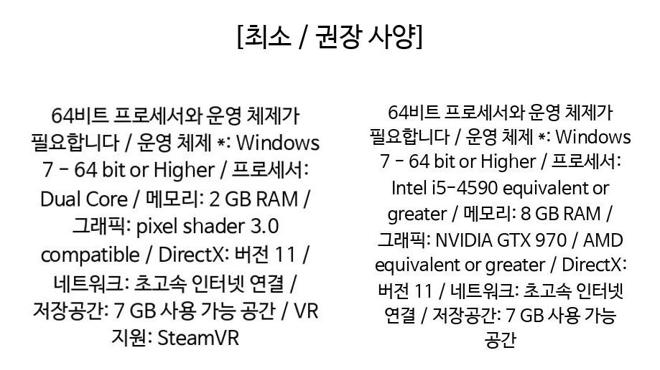 [최소 / 권장 사양]
64비트 프로세서와 운영 체제가
필요합니다 / 운영 체제 *: Windows
7 - 64 bit or Higher / 프로세서:
Dual Core / 메모리: 2 GB RAM /
그래픽: pixel shader 3.0
compatible / DirectX: 버전 11 /
네트워크: 초고속 인터넷 연결 /
저장공간: 7 GB 사용 가능 공간 / VR
지원: SteamVR
64비트 프로세서와 운영 체제가
필요합니다 / 운영 체제 *: Windows
7 - 64 bit or Higher / 프로세서:
Intel i5-4590 equivalent or
greater / 메모리: 8 GB RAM /
그래픽: NVIDIA GTX 970 / AMD
equivalent or greater / DirectX:
버전 11 / 네트워크: 초고속 인터넷
연결 / 저장공간: 7 GB 사용 가능
공간